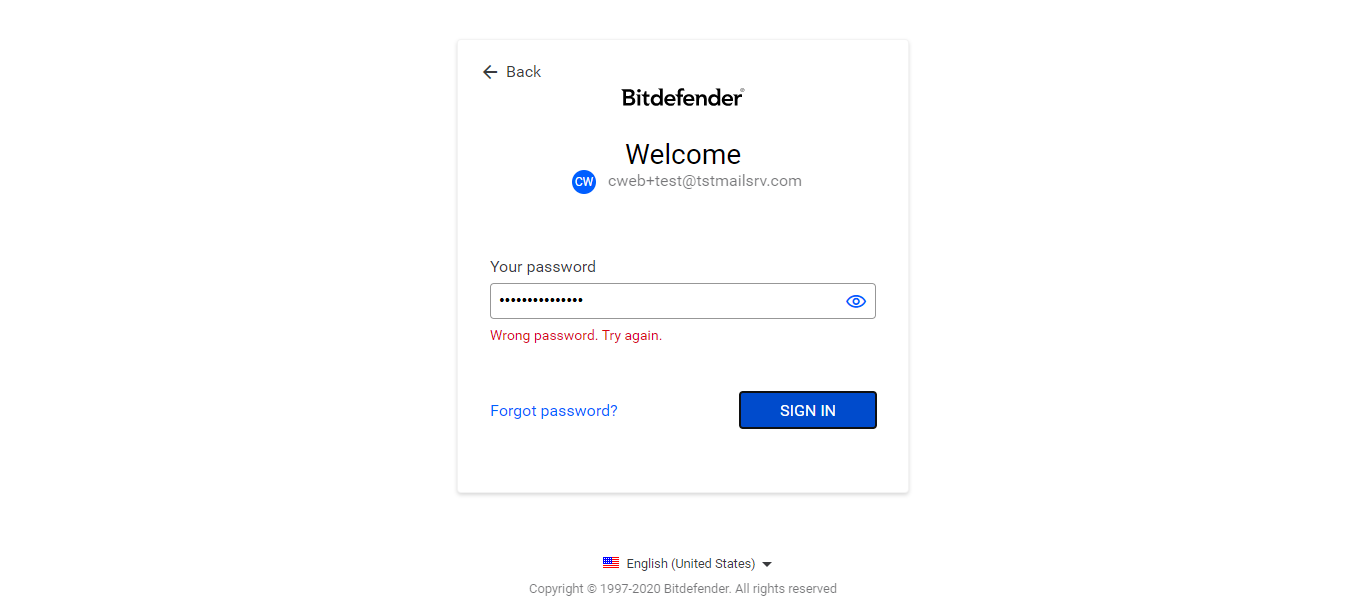 Back
Bitdefender®
Welcome
CW cweb+test@tstmailsrv.com
Your password
•••••••••••••••
Wrong password. Try again.
Forgot password? SIGN IN
English (United States)
Copyright © 1997-2020 Bitdefender. All rights reserved